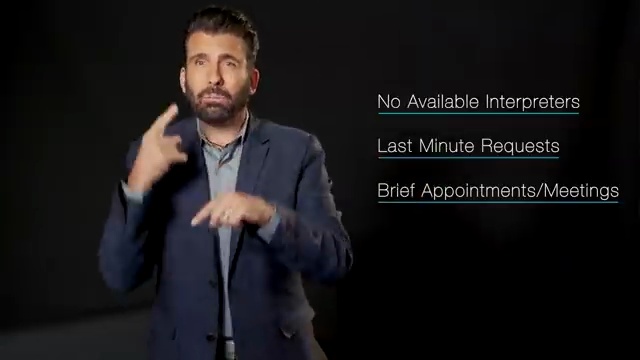 No Available Interpreters
Last Minute Requests
Brief Appointments/Meetings